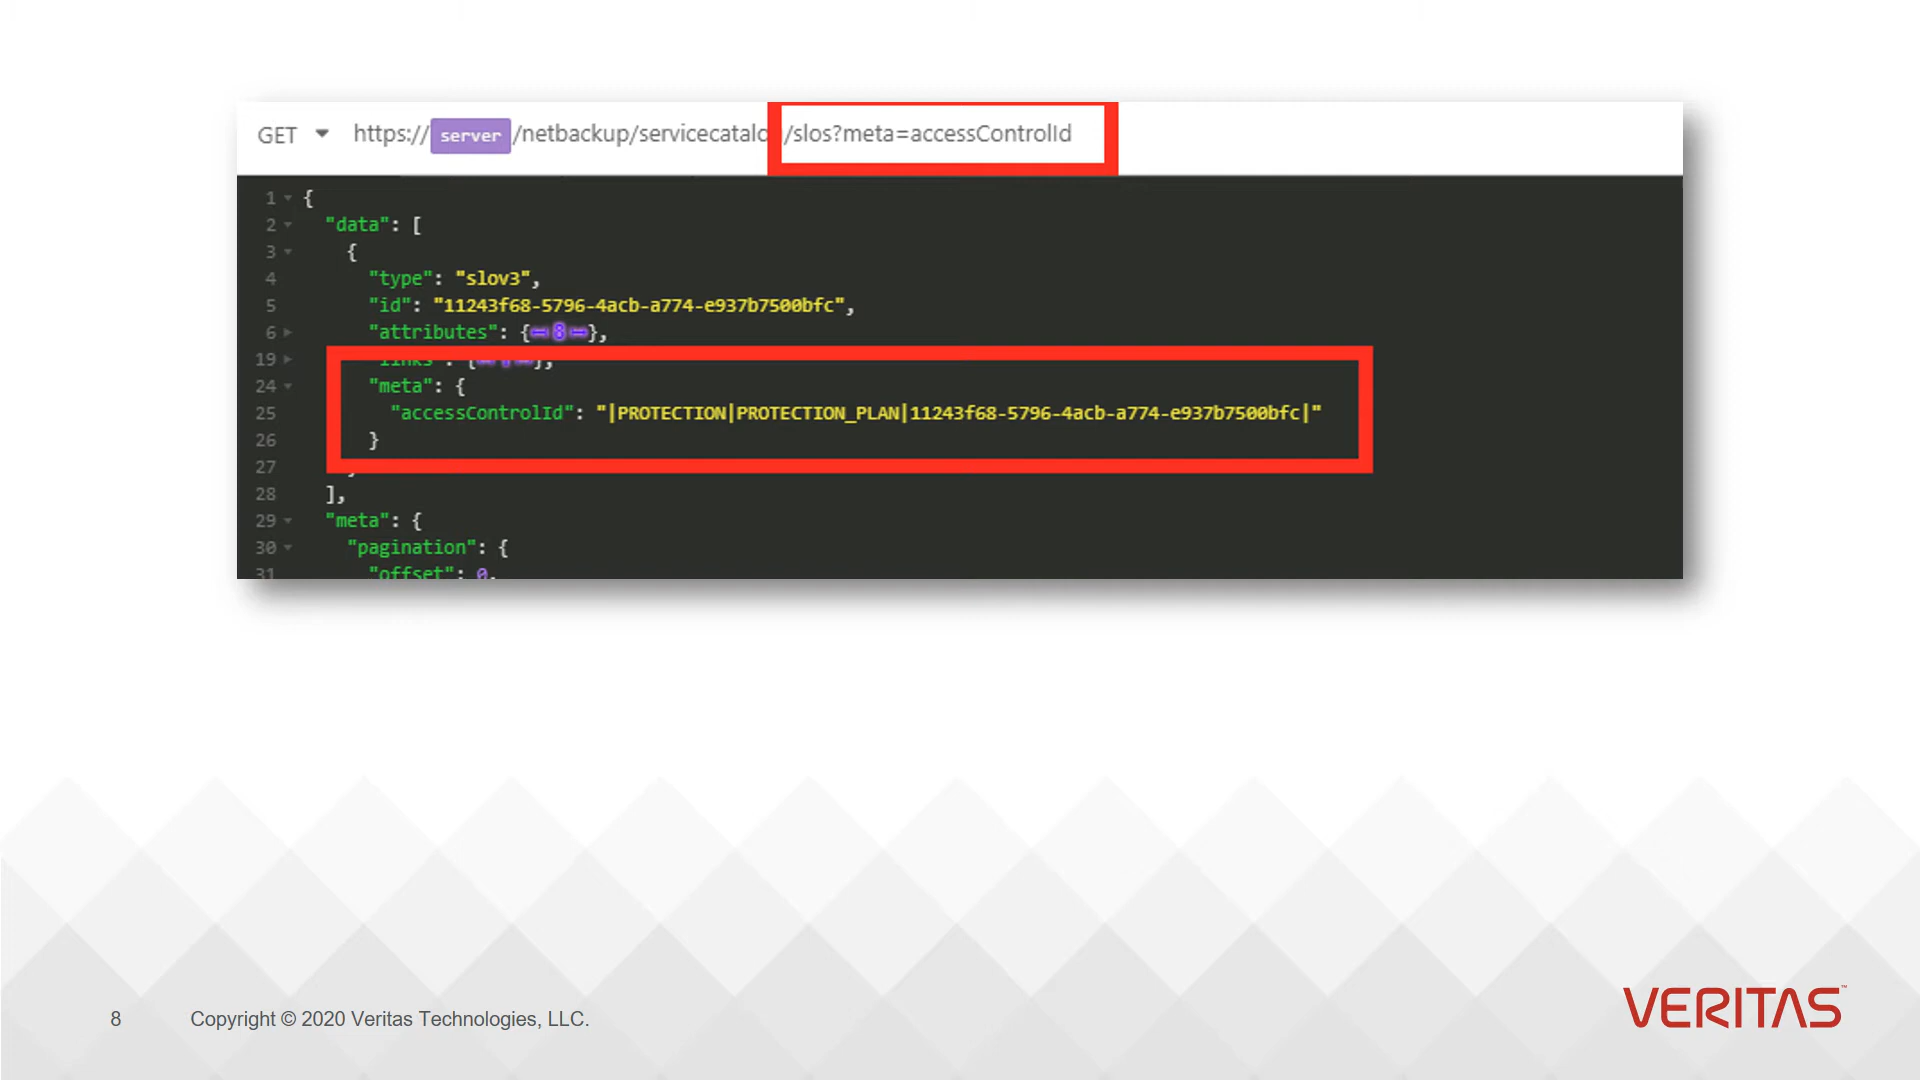 GET https://server/netbackup/servicecatalo /slos?meta=accessControlId
1 {
2 "data": [
3 {
4 "type": "slov3",
5 "id": "11243f68-5796-4acb-a774-e937b7500bfc",
6 "attributes": {↔8↔},
19
24 "meta": {
25 "accessControlId": "|PROTECTION|PROTECTION_PLAN|11243f68-5796-4acb-a774-e937b7500bfc|"
26 }
27
28 ],
29 "meta": {
30 "pagination": {
31 "offset": 0,
8 Copyright © 2020 Veritas Technologies, LLC.
VERITAS™